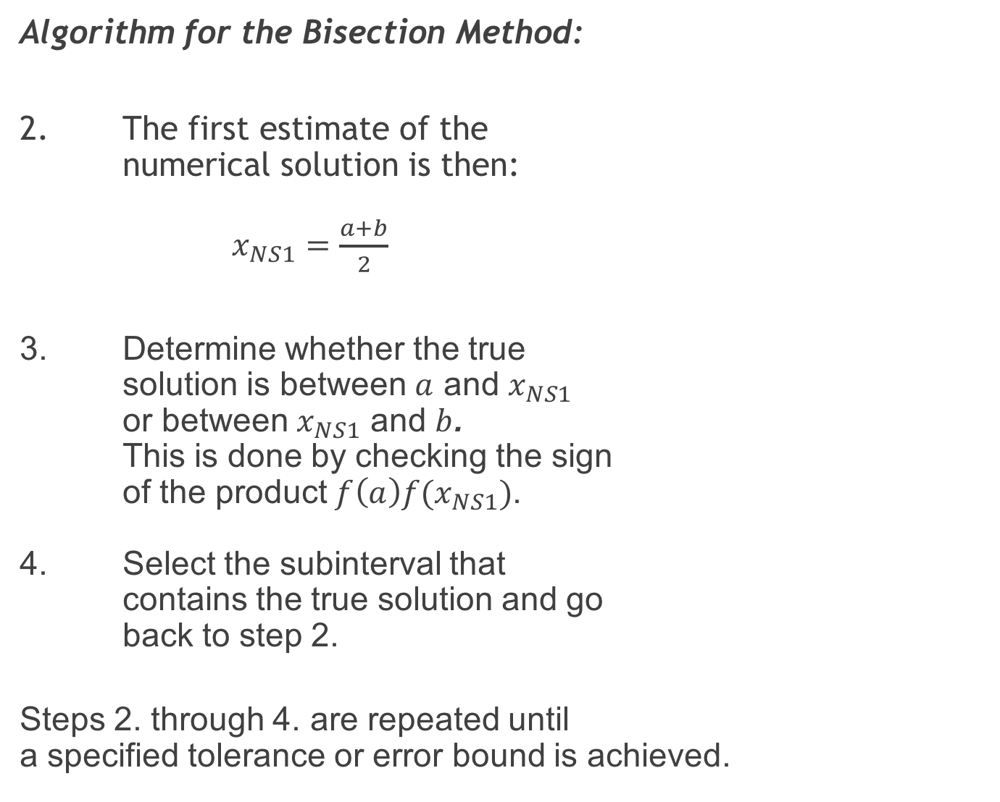 Algorithm for the Bisection Method:
2. The first estimate of the
numerical solution is then:
x_{NS1} = \frac{a+b}{2}
3. Determine whether the true
solution is between a and x_{NS1}
or between x_{NS1} and b.
This is done by checking the sign
of the product f(a)f(x_{NS1}).
4. Select the subinterval that
contains the true solution and go
back to step 2.
Steps 2. through 4. are repeated until
a specified tolerance or error bound is achieved.